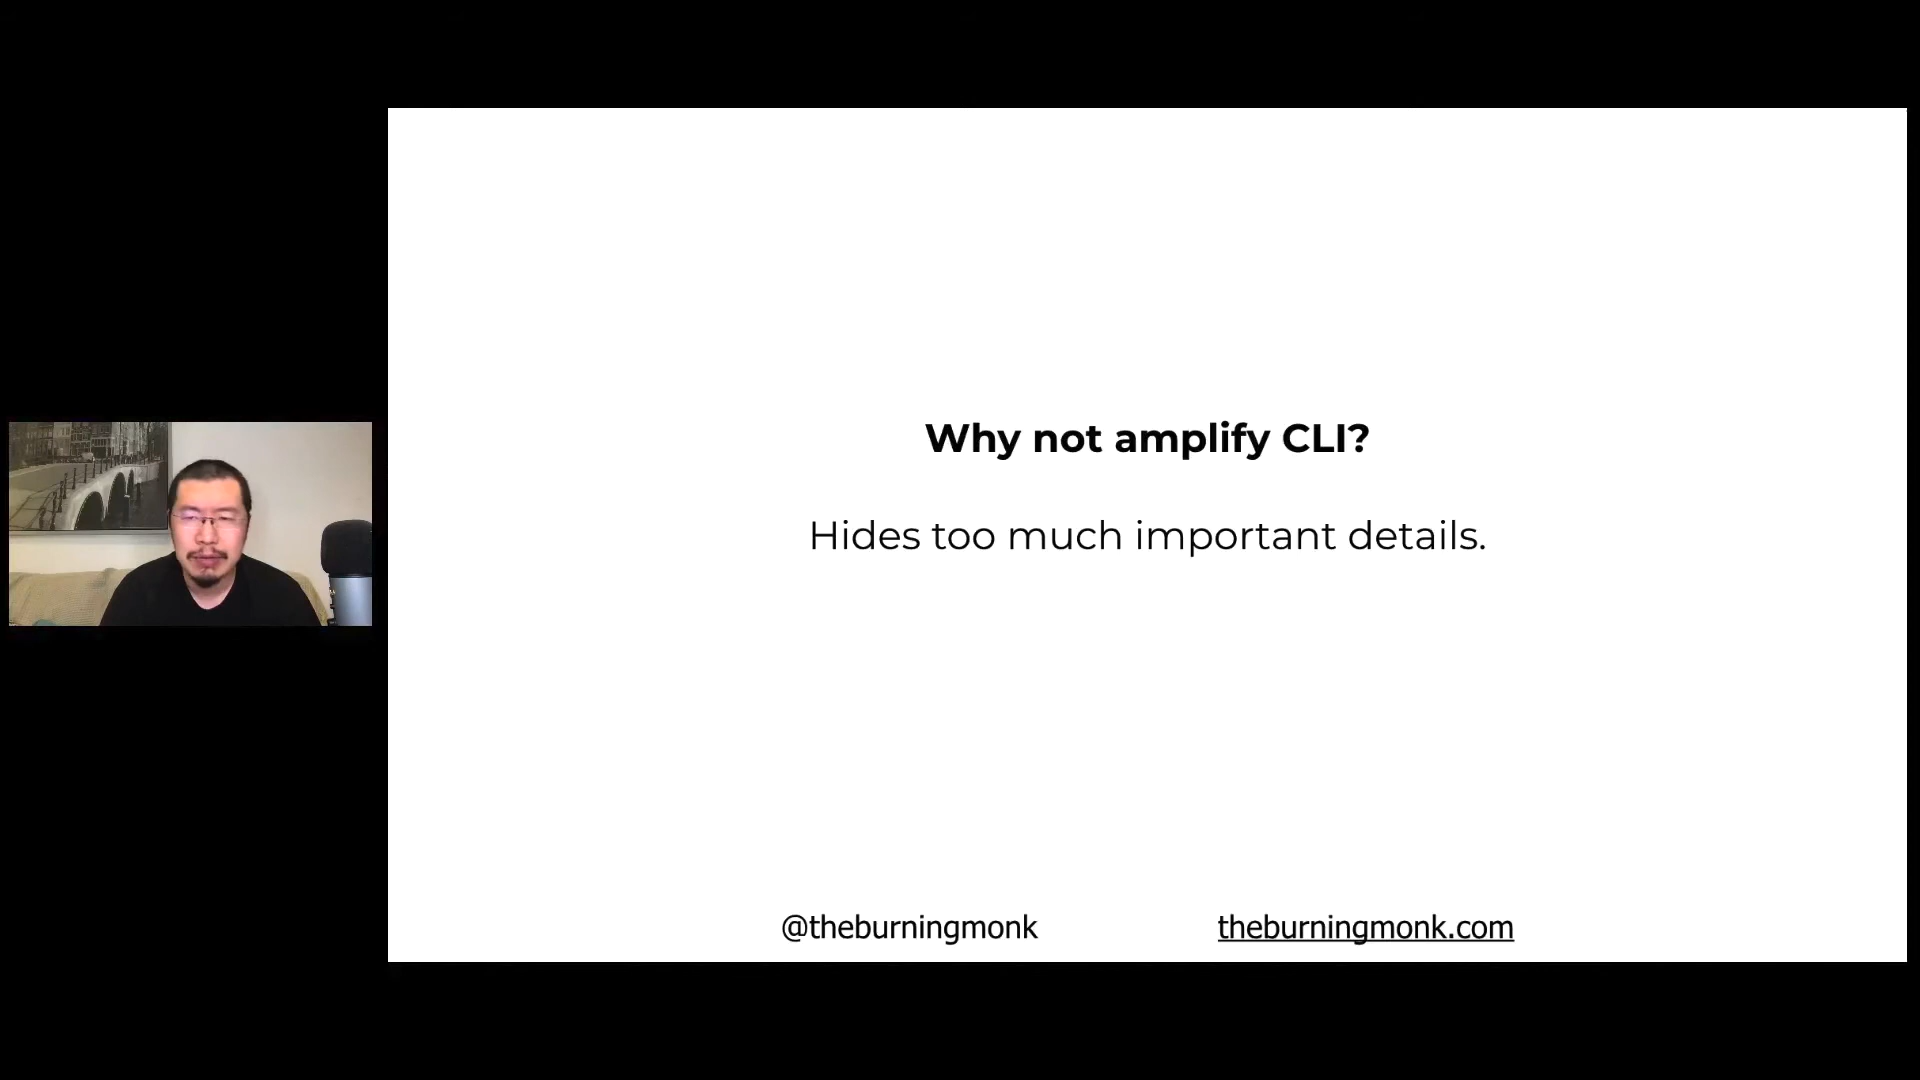 Why not amplify CLI?
Hides too much important details.
@theburningmonk
theburningmonk.com